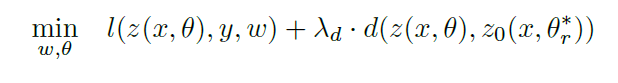 min w,θ l(z(x, θ), y, w) + λ_d · d(z(x, θ), z_0(x, θ_r^*))